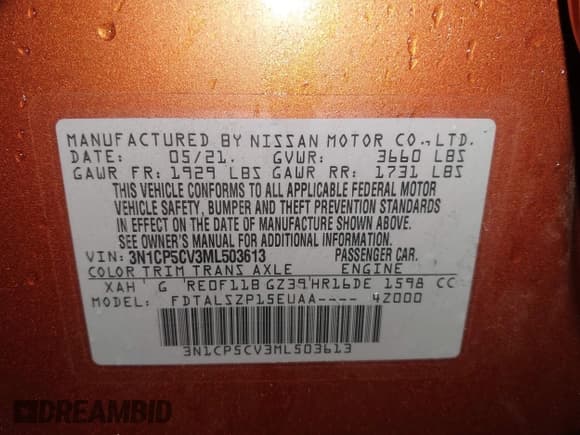 MANUFACTURED BY NISSAN MOTOR CO., LTD.
DATE: 05/21. GVWR: 3660 LBS
GAWR FR: 1929 LBS GAWR RR: 1731 LBS
THIS VEHICLE CONFORMS TO ALL APPLICABLE FEDERAL MOTOR
VEHICLE SAFETY, BUMPER AND THEFT PREVENTION STANDARDS
IN EFFECT ON THE DATE OF MANUFACTURE SHOWN ABOVE.
SEE OWNER'S MANUAL FOR ADDITIONAL INFORMATION.
VIN: 3N1CP5CV3ML503613 PASSENGER CAR.
COLOR TRIM TRANS AXLE ENGINE
XAH G RE0F11B GZ39 HR16DE 1598 CC
MODEL: FDTALSZP15EUAA---- 4Z000
3N1CP5CV3ML503613
DREAMBID